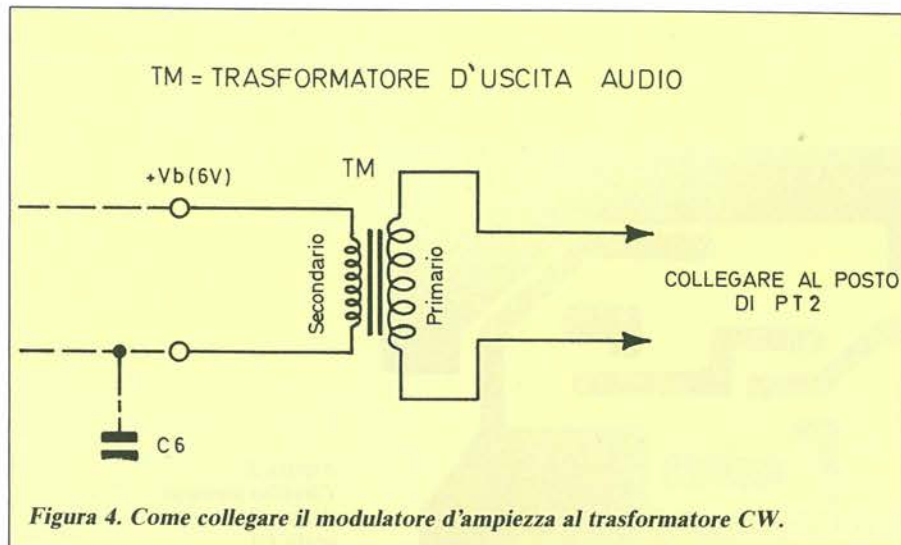 TM = TRASFORMATORE D'USCITA AUDIO
+Vb(6V)
TM
Secondario
Primario
COLLEGARE AL POSTO
DI PT2
C6
Figura 4. Come collegare il modulatore d'ampiezza al trasformatore CW.